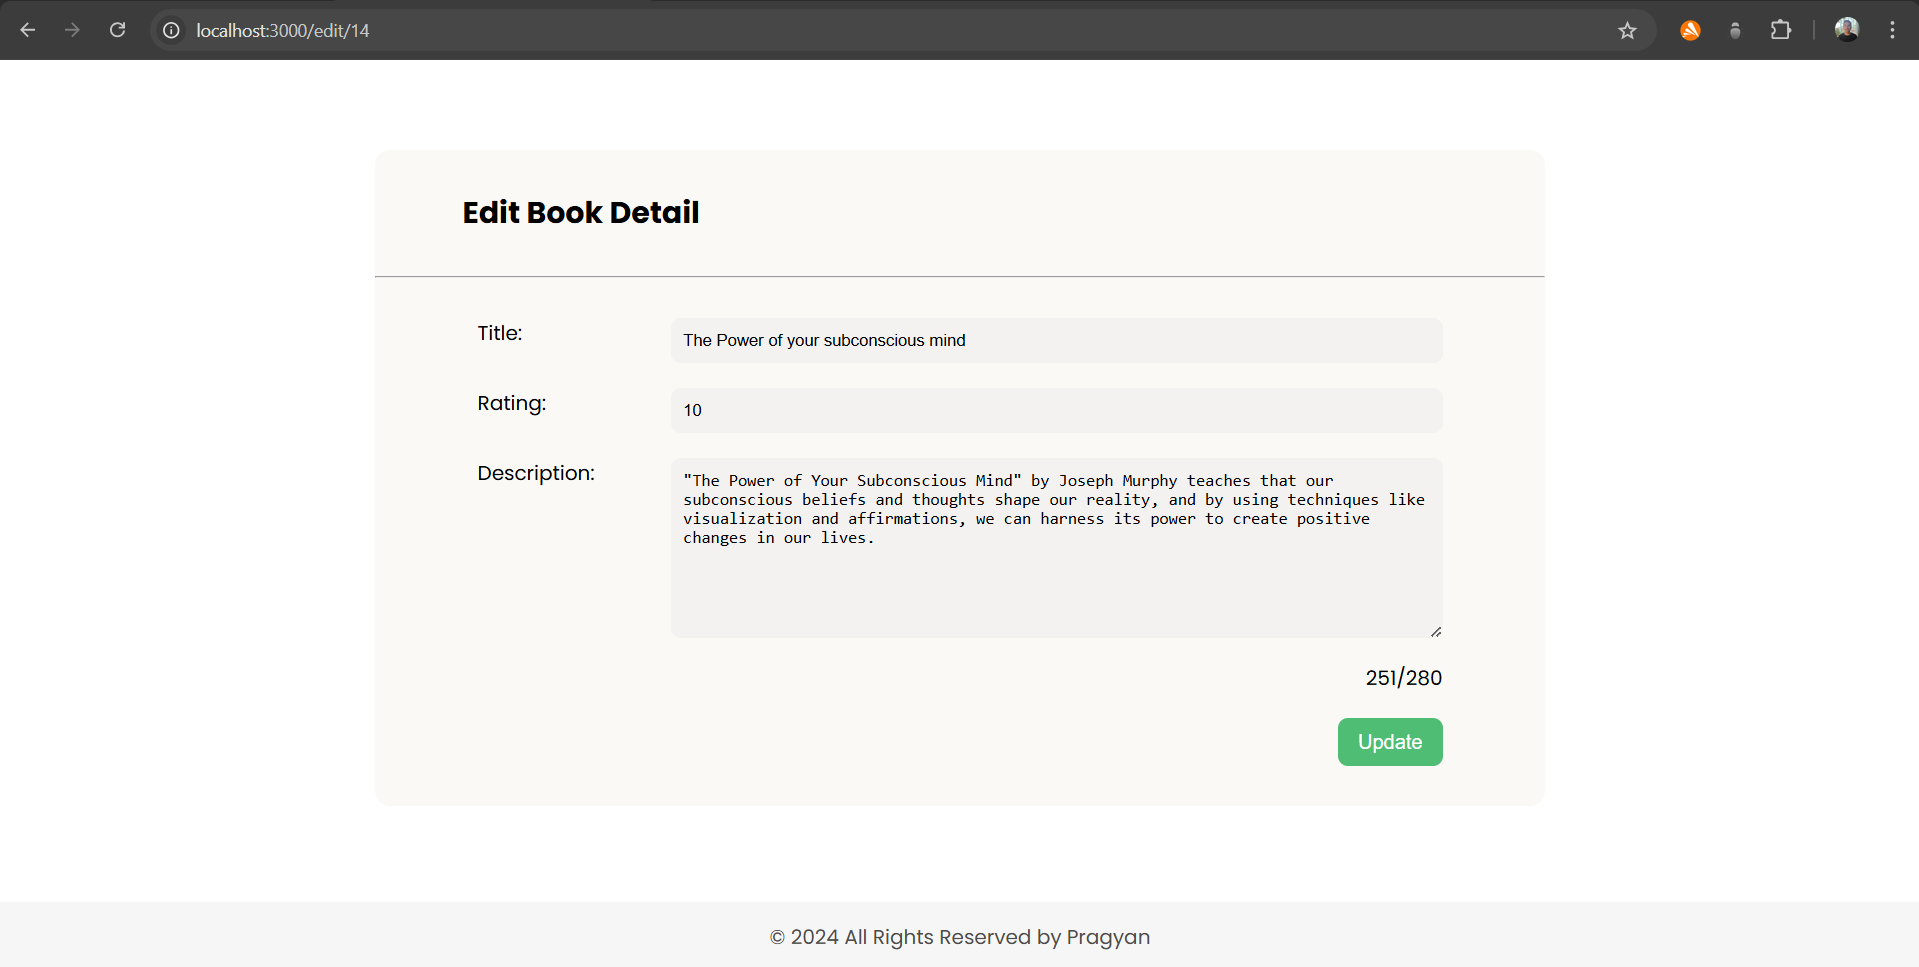 localhost:3000/edit/14
Edit Book Detail
Title:
The Power of your subconscious mind
Rating:
10
Description:
"The Power of Your Subconscious Mind" by Joseph Murphy teaches that our
subconscious beliefs and thoughts shape our reality, and by using techniques like
visualization and affirmations, we can harness its power to create positive
changes in our lives.
251/280
Update
© 2024 All Rights Reserved by Pragyan